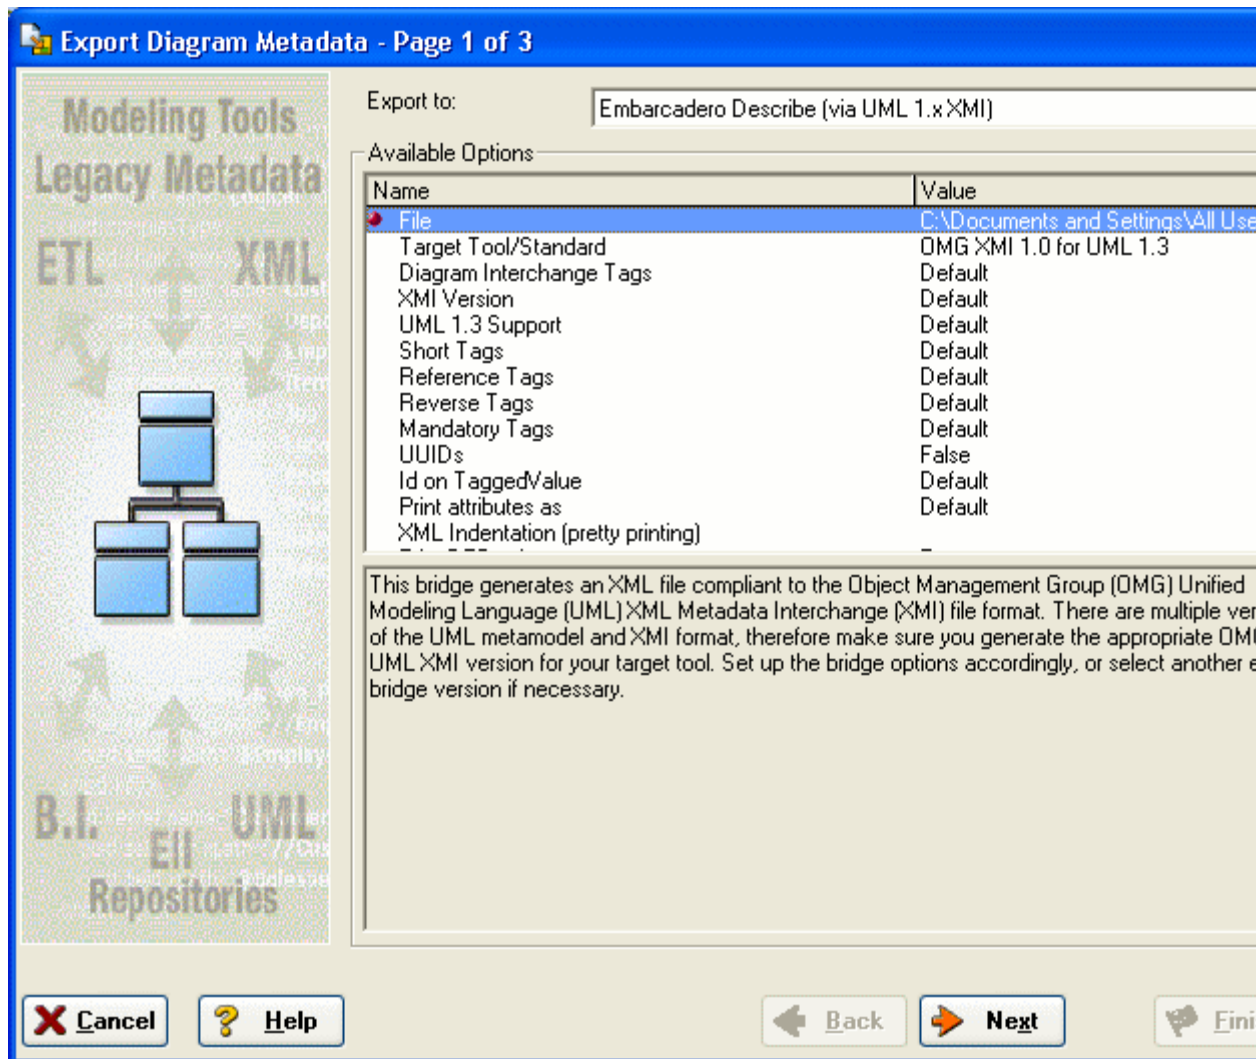 Export Diagram Metadata - Page 1 of 3
Modeling Tools
Legacy Metadata
ETL XML
B.I. UML
EII
Repositories
Export to: Embarcadero Describe (via UML 1.x XMI)
Available Options
Name Value
File C:\Documents and Settings\All Use
Target Tool/Standard OMG XMI 1.0 for UML 1.3
Diagram Interchange Tags Default
XMI Version Default
UML 1.3 Support Default
Short Tags Default
Reference Tags Default
Reverse Tags Default
Mandatory Tags Default
UUIDs False
Id on TaggedValue Default
Print attributes as Default
XML Indentation (pretty printing)
This bridge generates an XML file compliant to the Object Management Group (OMG) Unified
Modeling Language (UML) XML Metadata Interchange (XMI) file format. There are multiple ver
of the UML metamodel and XMI format, therefore make sure you generate the appropriate OMG
UML XMI version for your target tool. Set up the bridge options accordingly, or select another e
bridge version if necessary.
Cancel Help Back Next Fini